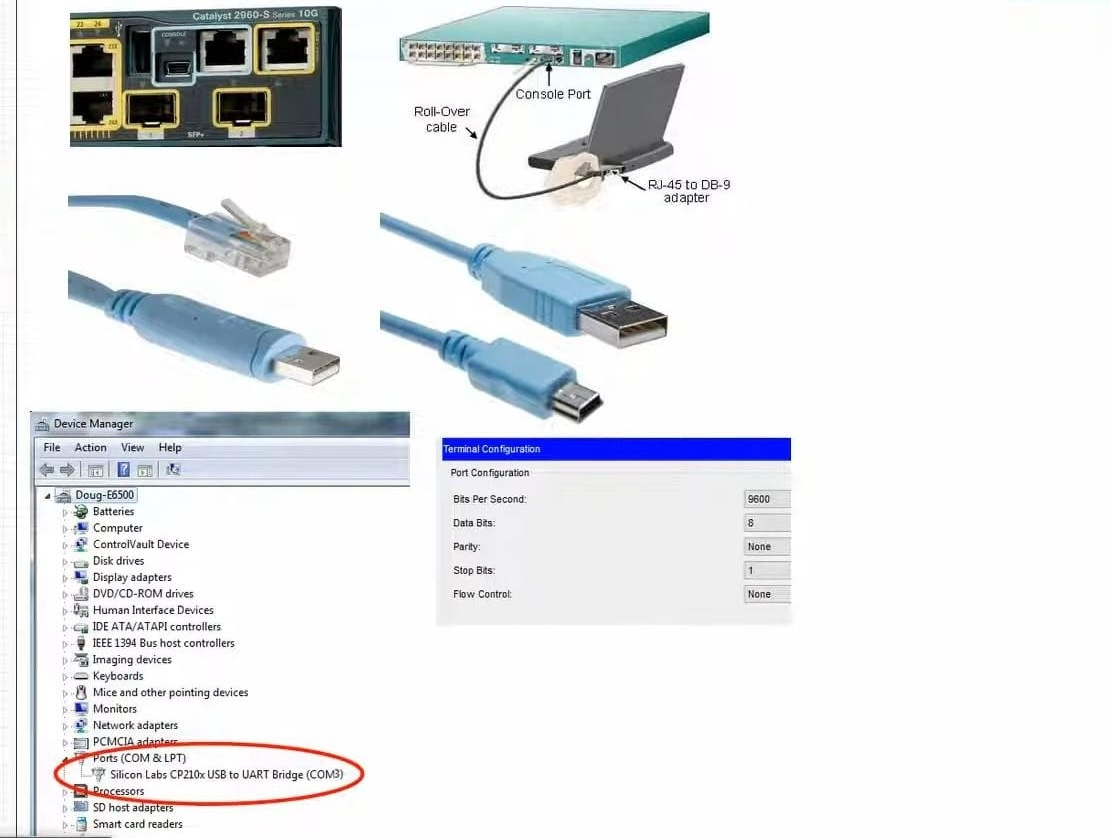 Catalyst 2960-S Series 10G
23 24
CONSOLE
23X
24X
1 SFP+ 2
Console Port
Roll-Over
cable
RJ-45 to DB-9
adapter
Device Manager
File Action View Help
Doug-E6500
Batteries
Computer
ControlVault Device
Disk drives
Display adapters
DVD/CD-ROM drives
Human Interface Devices
IDE ATA/ATAPI controllers
IEEE 1394 Bus host controllers
Imaging devices
Keyboards
Mice and other pointing devices
Monitors
Network adapters
PCMCIA adapters
Ports (COM & LPT)
Silicon Labs CP210x USB to UART Bridge (COM3)
Processors
SD host adapters
Smart card readers
Terminal Configuration
Port Configuration
Bits Per Second: 9600
Data Bits: 8
Parity: None
Stop Bits: 1
Flow Control: None